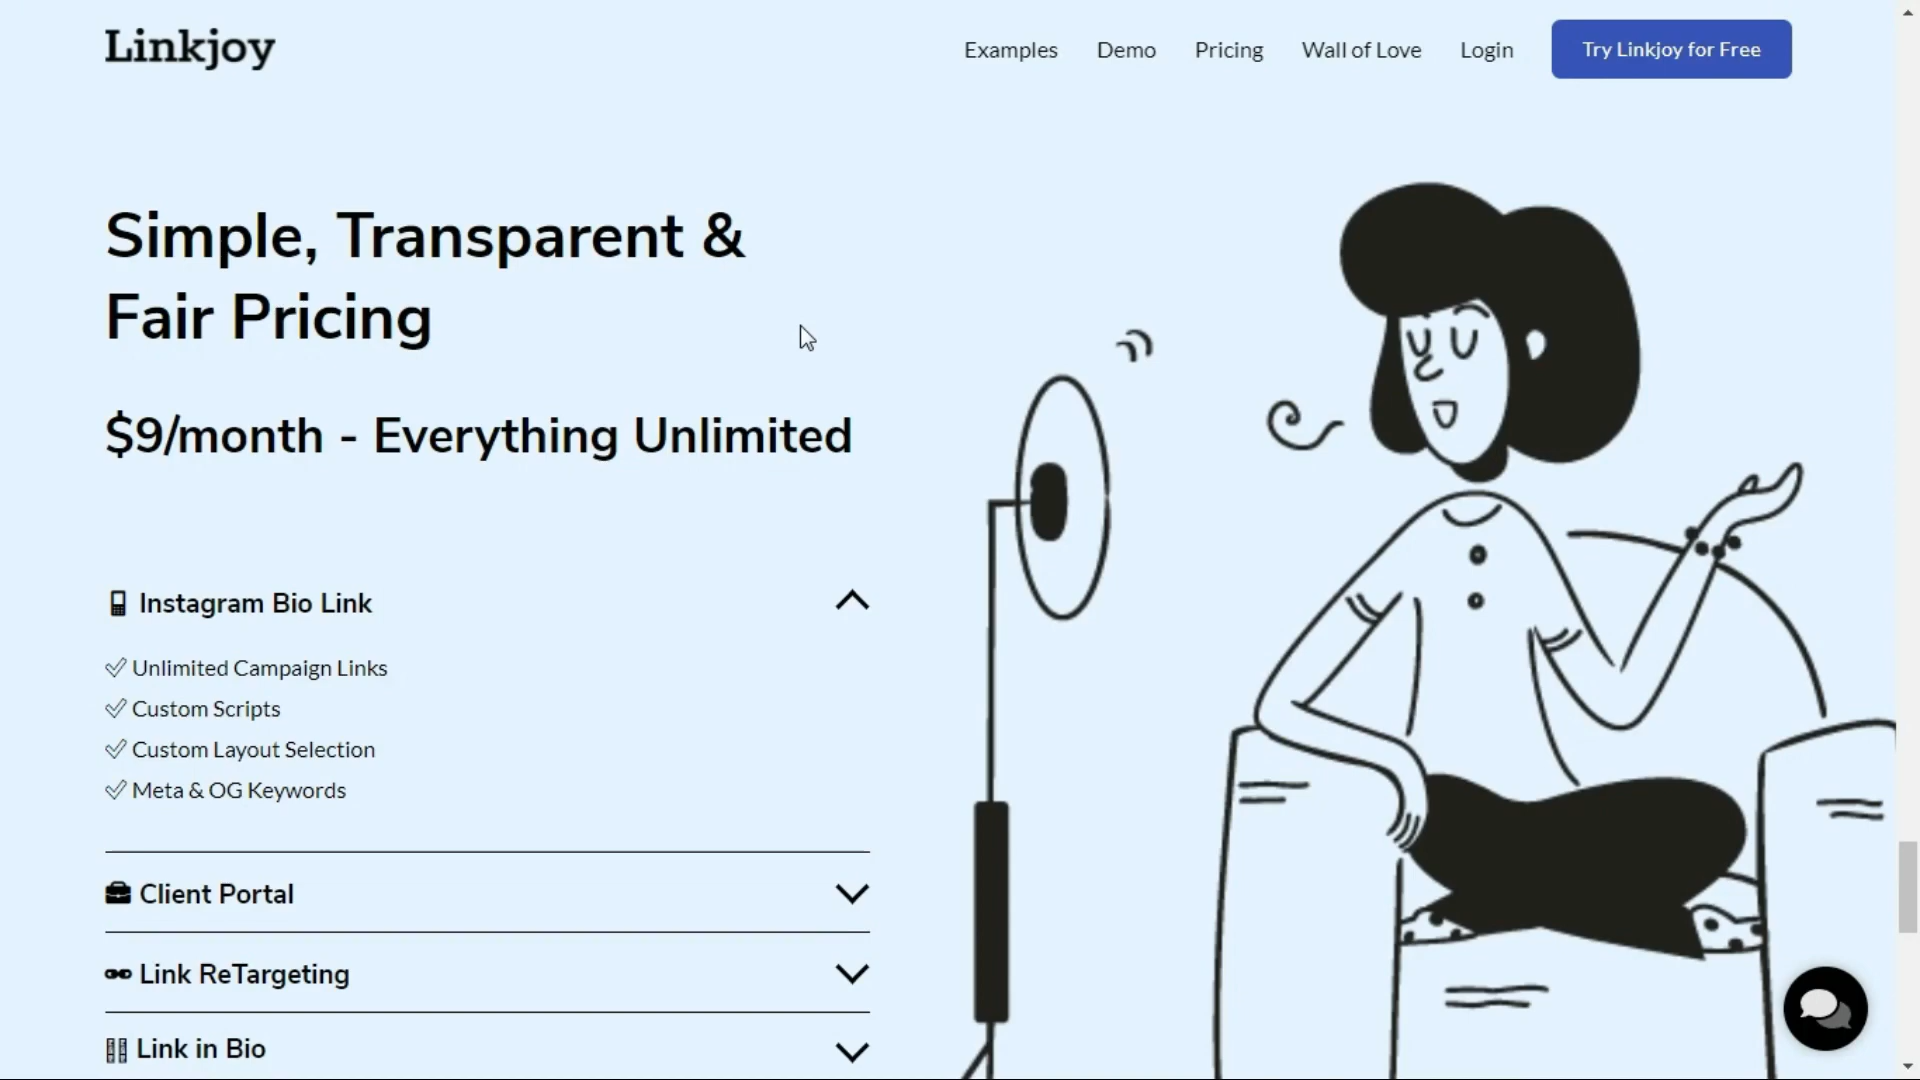 Linkjoy
Examples
Demo
Pricing
Wall of Love
Login
Try Linkjoy for Free
Simple, Transparent &
Fair Pricing
$9/month - Everything Unlimited
Instagram Bio Link
Unlimited Campaign Links
Custom Scripts
Custom Layout Selection
Meta & OG Keywords
Client Portal
Link ReTargeting
Link in Bio